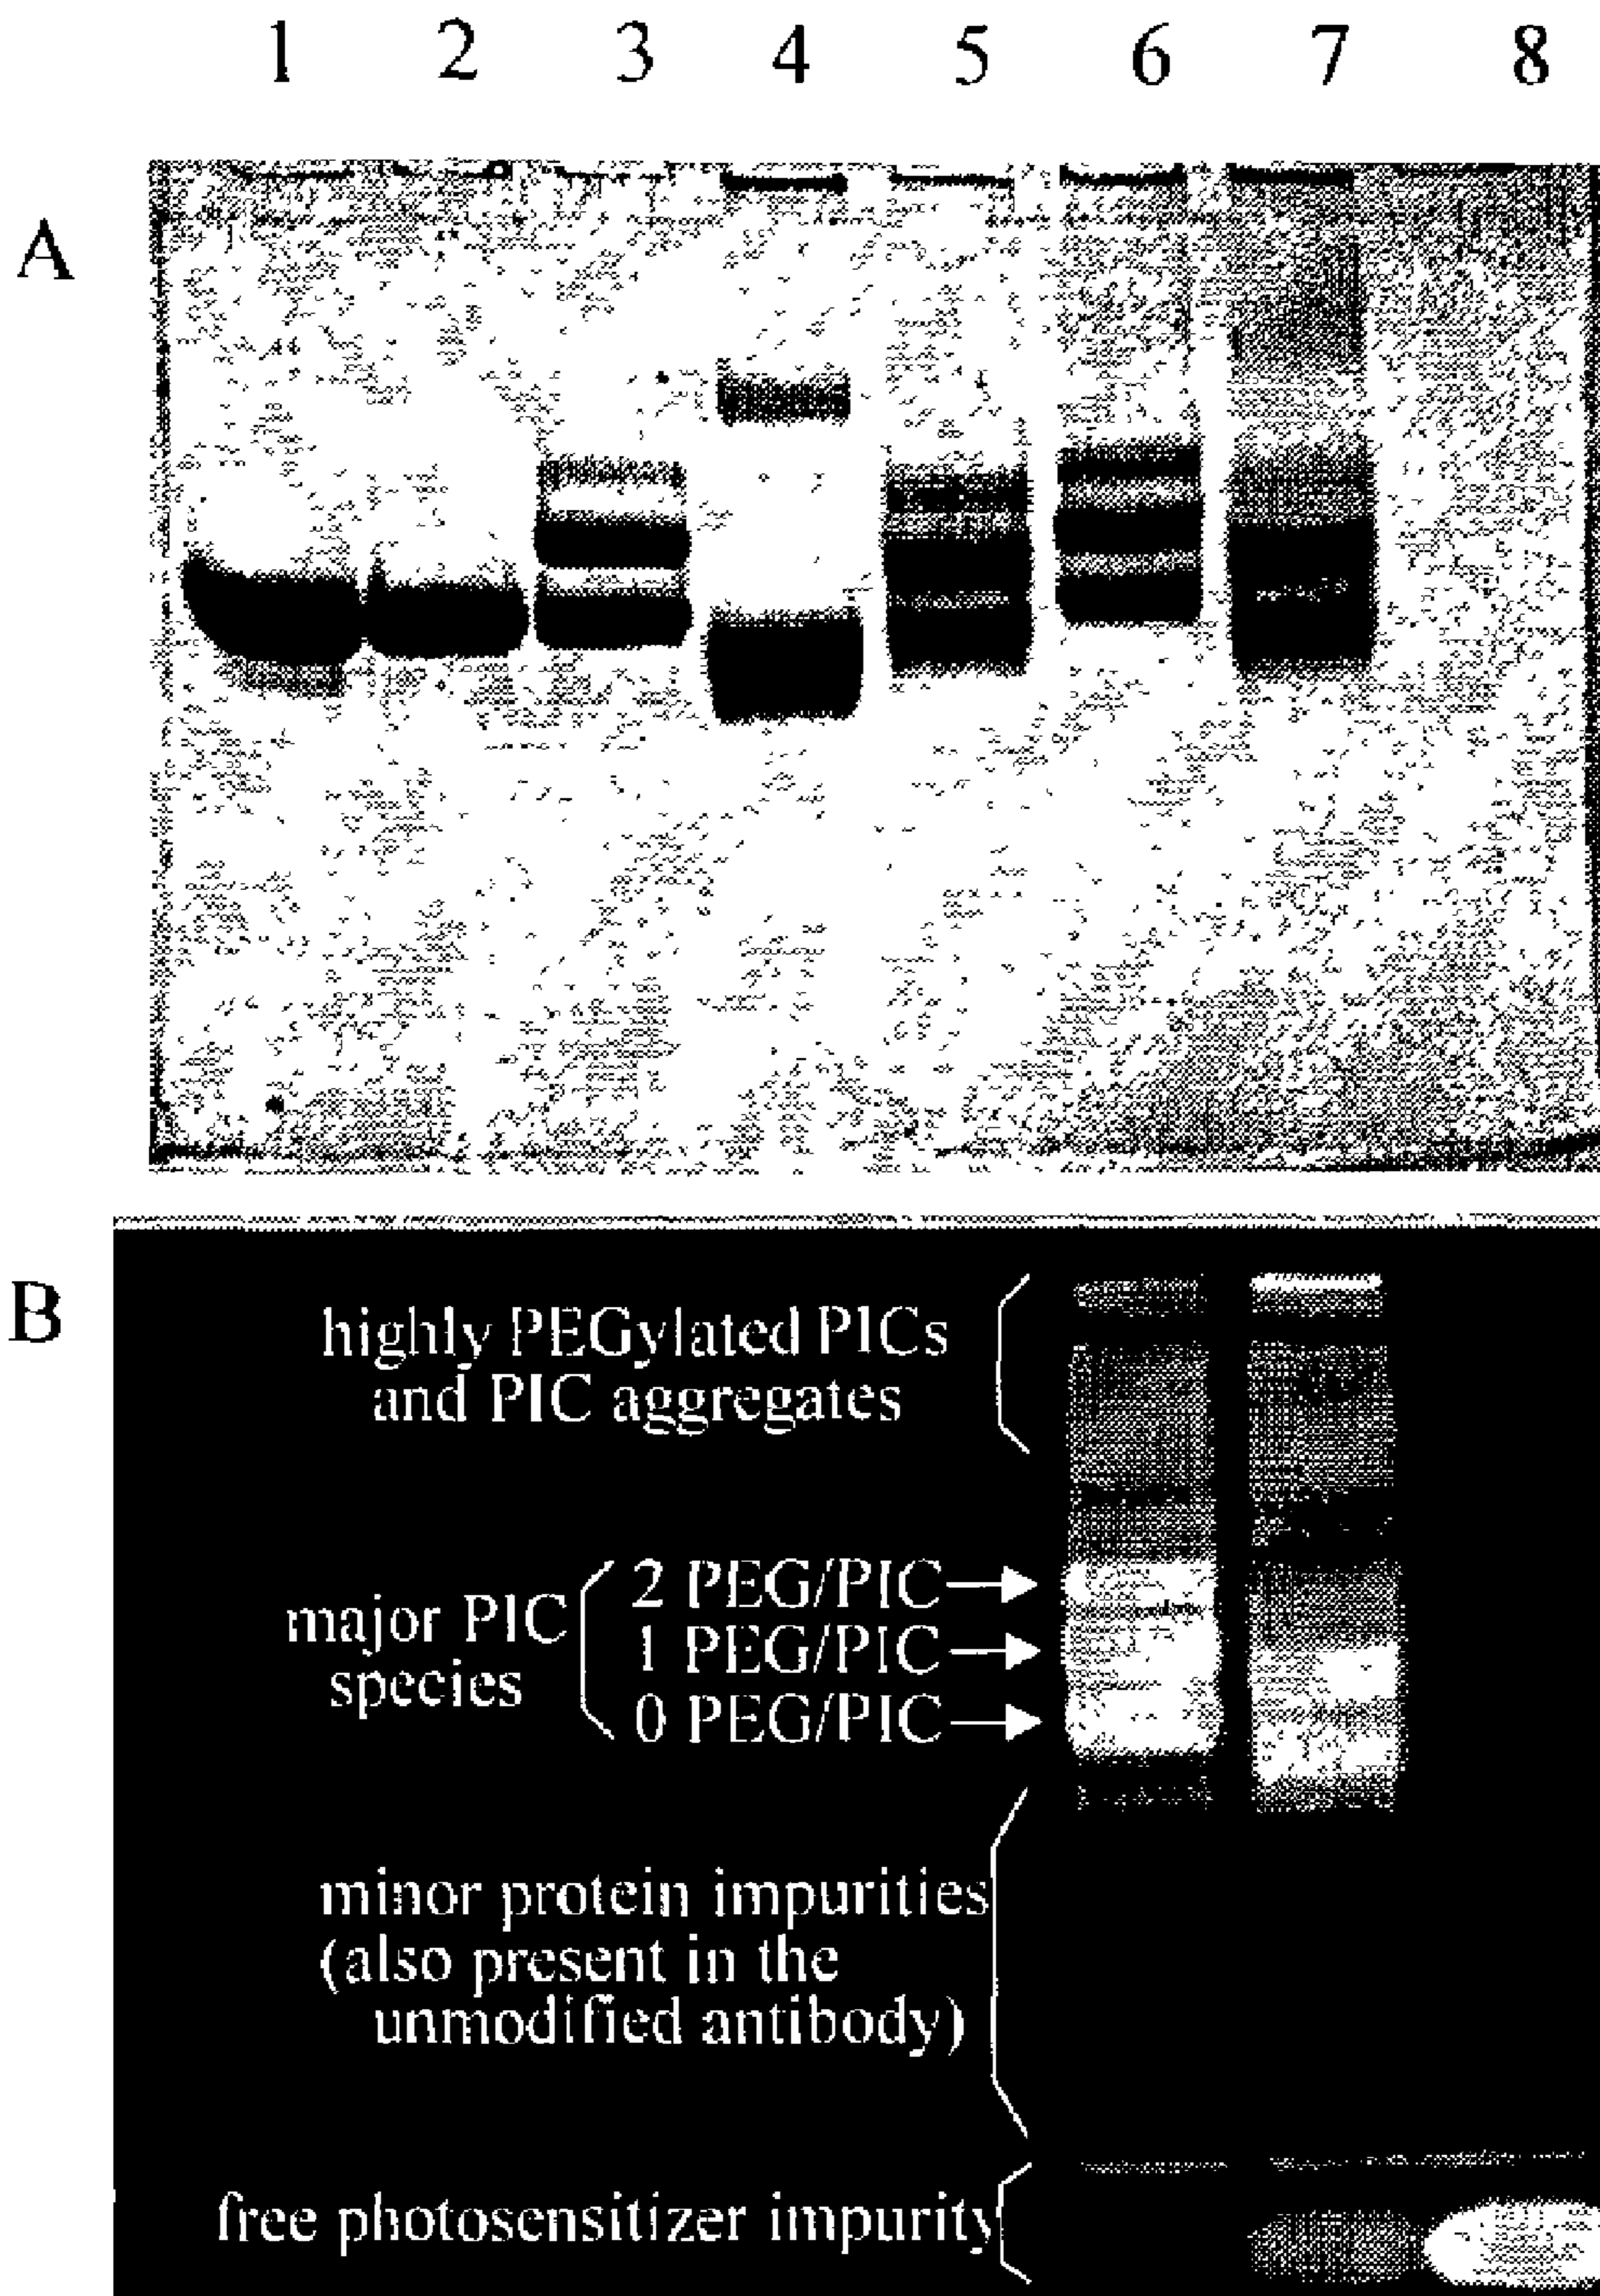 1 2 3 4 5 6 7 8
A
B
highly PEGylated PICs
and PIC aggregates
major PIC
species
2 PEG/PIC
1 PEG/PIC
0 PEG/PIC
minor protein impurities
(also present in the
unmodified antibody)
free photosensitizer impurity